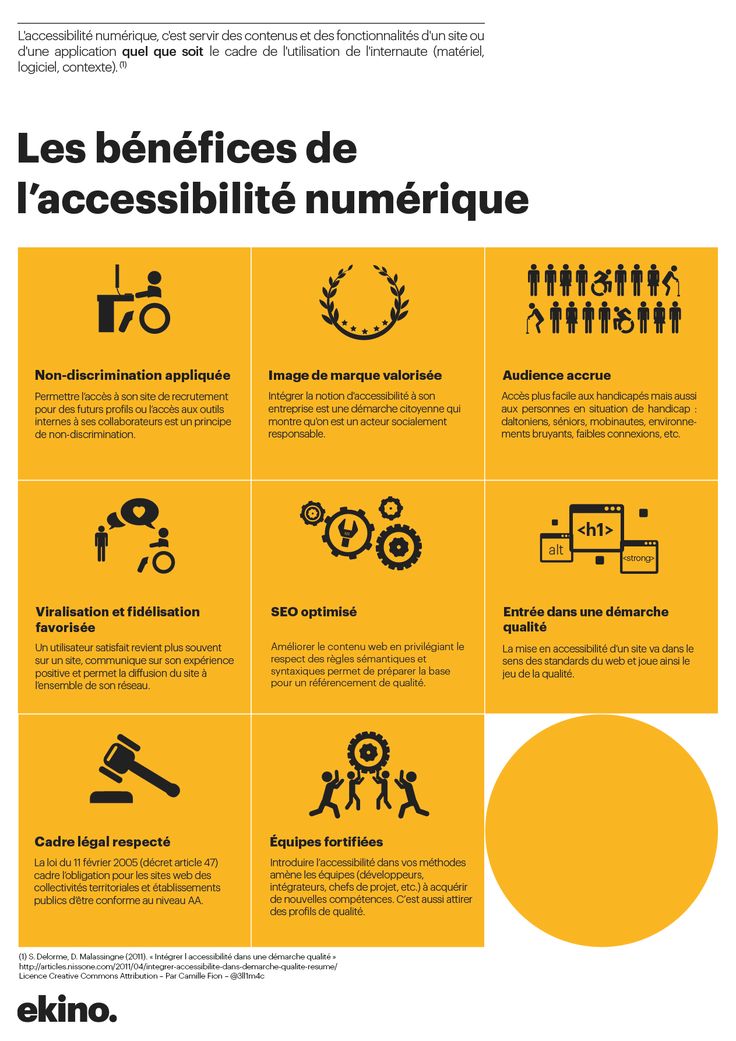 L'accessibilité numérique, c'est servir des contenus et des fonctionnalités d'un site ou
d'une application quel que soit le cadre de l'utilisation de l'internaute (matériel,
logiciel, contexte). (1)
Les bénéfices de
l'accessibilité numérique
Non-discrimination appliquée
Permettre l'accès à son site de recrutement
pour des futurs profils ou l'accès aux outils
internes à ses collaborateurs est un principe
de non-discrimination.
Image de marque valorisée
Intégrer la notion d'accessibilité à son
entreprise est une démarche citoyenne qui
montre qu'on est un acteur socialement
responsable.
Audience accrue
Accès plus facile aux handicapés mais aussi
aux personnes en situation de handicap :
daltoniens, séniors, mobinautes, environne-
ments bruyants, faibles connexions, etc.
Viralisation et fidélisation
favorisée
Un utilisateur satisfait revient plus souvent
sur un site, communique sur son expérience
positive et permet la diffusion du site à
l'ensemble de son réseau.
SEO optimisé
Améliorer le contenu web en privilégiant le
respect des règles sémantiques et
syntaxiques permet de préparer la base
pour un référencement de qualité.
<h1>
alt
<strong>
Entrée dans une démarche
qualité
La mise en accessibilité d'un site va dans le
sens des standards du web et joue ainsi le
jeu de la qualité.
Cadre légal respecté
La loi du 11 février 2005 (décret article 47)
cadre l'obligation pour les sites web des
collectivités territoriales et établissements
publics d'être conforme au niveau AA.
Équipes fortifiées
Introduire l'accessibilité dans vos méthodes
amène les équipes (développeurs,
intégrateurs, chefs de projet, etc.) à acquérir
de nouvelles compétences. C'est aussi attirer
des profils de qualité.
(1) S. Delorme, D. Malassingne (2011). « Intégrer l accessibilité dans une démarche qualité »
http://articles.nissone.com/2011/04/integrer-accessibilite-dans-demarche-qualite-resume/
Licence Creative Commons Attribution – Par Camille Fion – @3ll1m4c
ekino.